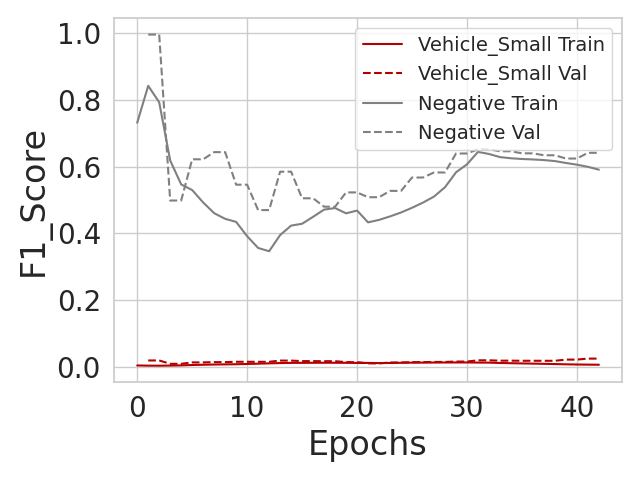 F1_Score
1.0
0.8
0.6
0.4
0.2
0.0
Vehicle_Small Train
Vehicle_Small Val
Negative Train
Negative Val
0 10 20 30 40
Epochs